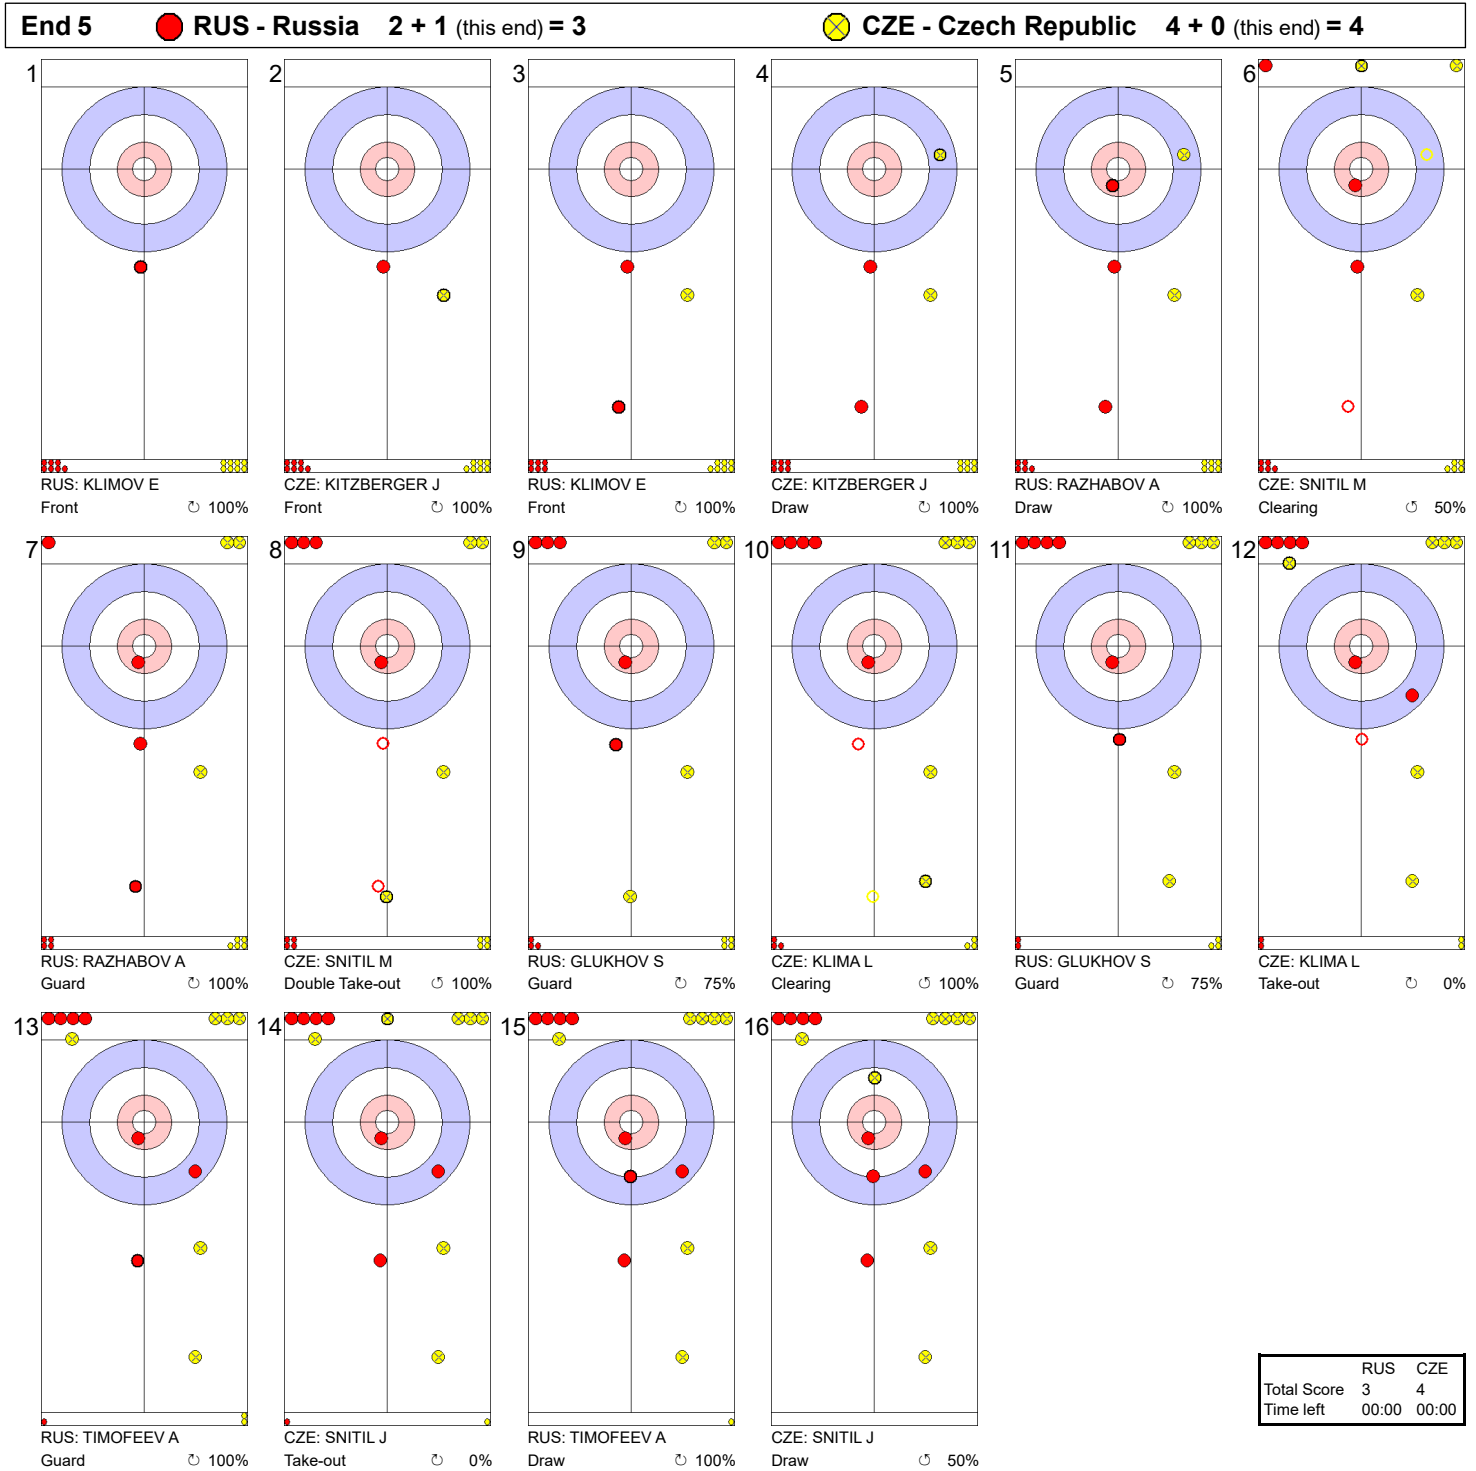 End 5 RUS - Russia 2 + 1 (this end) = 3 CZE - Czech Republic 4 + 0 (this end) = 4
1 2 3 4 5 6
RUS: KLIMOV E CZE: KITZBERGER J RUS: KLIMOV E CZE: KITZBERGER J RUS: RAZHABOV A CZE: SNITIL M
Front ↻ 100% Front ↻ 100% Front ↻ 100% Draw ↻ 100% Draw ↻ 100% Clearing ↺ 50%
7 8 9 10 11 12
RUS: RAZHABOV A CZE: SNITIL M RUS: GLUKHOV S CZE: KLIMA L RUS: GLUKHOV S CZE: KLIMA L
Guard ↻ 100% Double Take-out ↺ 100% Guard ↻ 75% Clearing ↺ 100% Guard ↻ 75% Take-out ↺ 0%
13 14 15 16
RUS: TIMOFEEV A CZE: SNITIL J RUS: TIMOFEEV A CZE: SNITIL J
Guard ↻ 100% Take-out ↻ 0% Draw ↻ 100% Draw ↺ 50%
RUS CZE
Total Score 3 4
Time left 00:00 00:00